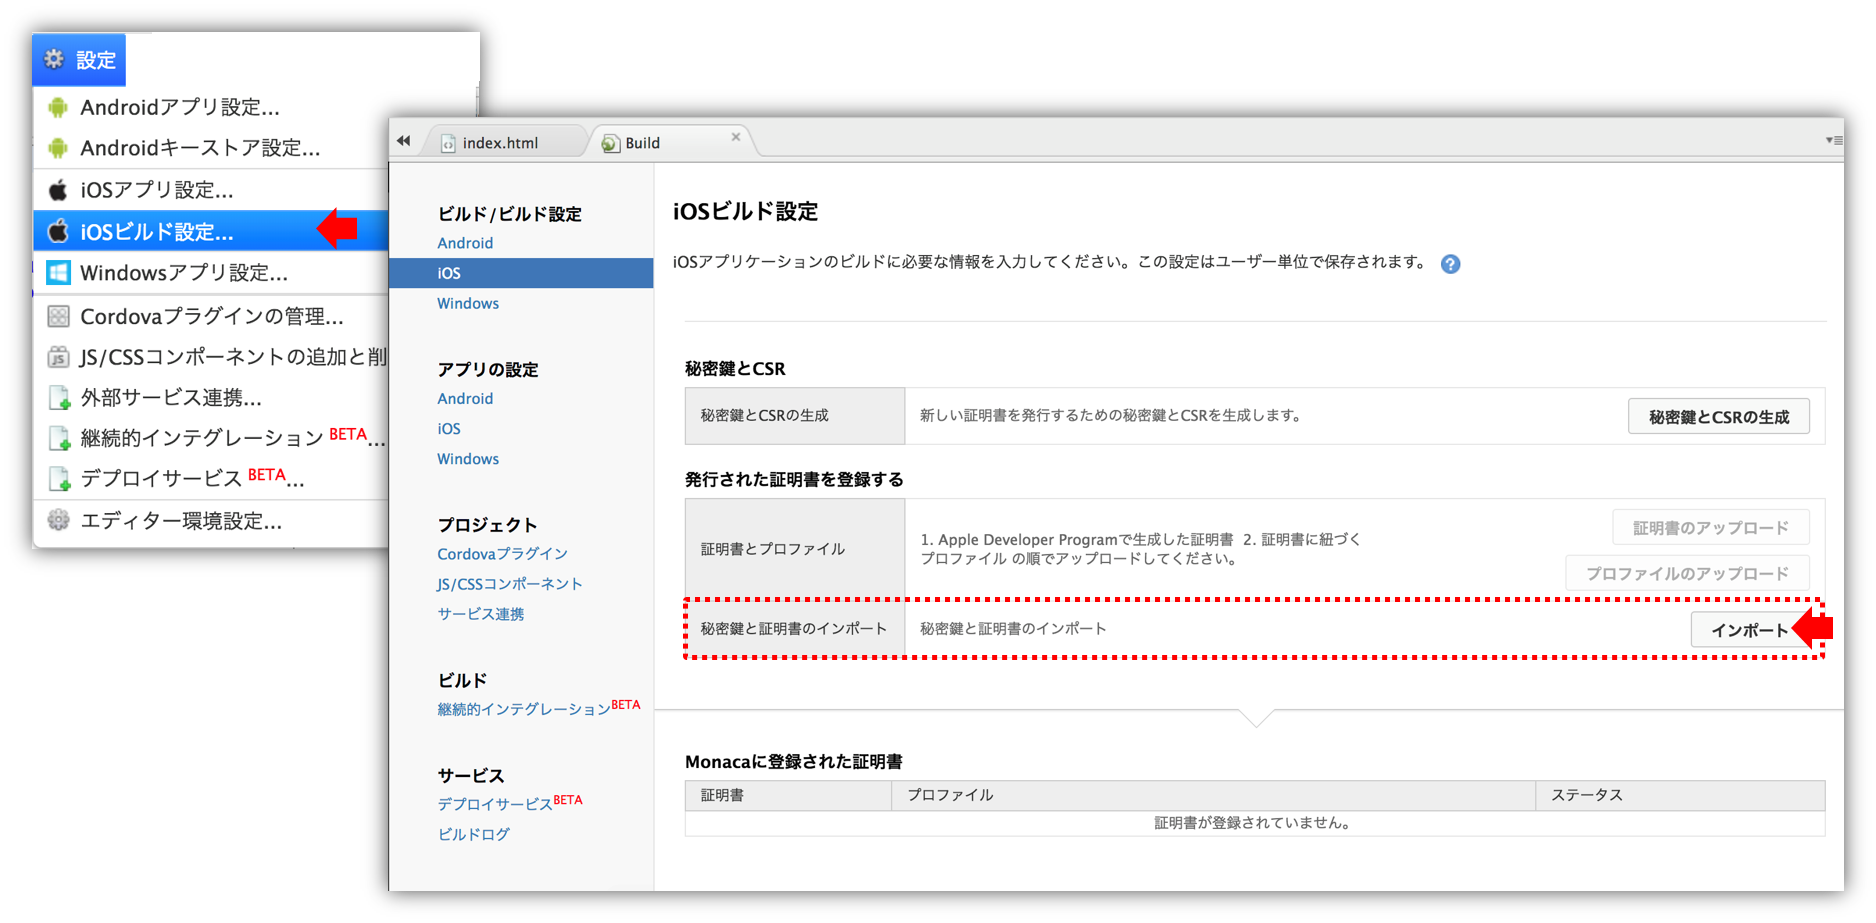 設定
Androidアプリ設定...
Androidキーストア設定...
iOSアプリ設定...
iOSビルド設定...
Windowsアプリ設定...
Cordovaプラグインの管理...
JS/CSSコンポーネントの追加と削
外部サービス連携...
継続的インテグレーション BETA...
デプロイサービス BETA...
エディター環境設定...
index.html
Build
ビルド/ビルド設定
Android
iOS
Windows
アプリの設定
Android
iOS
Windows
プロジェクト
Cordovaプラグイン
JS/CSSコンポーネント
サービス連携
ビルド
継続的インテグレーションBETA
サービス
デプロイサービスBETA
ビルドログ
iOSビルド設定
iOSアプリケーションのビルドに必要な情報を入力してください。この設定はユーザー単位で保存されます。 ?
秘密鍵とCSR
秘密鍵とCSRの生成 新しい証明書を発行するための秘密鍵とCSRを生成します。 秘密鍵とCSRの生成
発行された証明書を登録する
証明書とプロファイル
1. Apple Developer Programで生成した証明書 2. 証明書に紐づく
プロファイル の順でアップロードしてください。
証明書のアップロード
プロファイルのアップロード
秘密鍵と証明書のインポート 秘密鍵と証明書のインポート インポート
Monacaに登録された証明書
証明書 プロファイル ステータス
証明書が登録されていません。